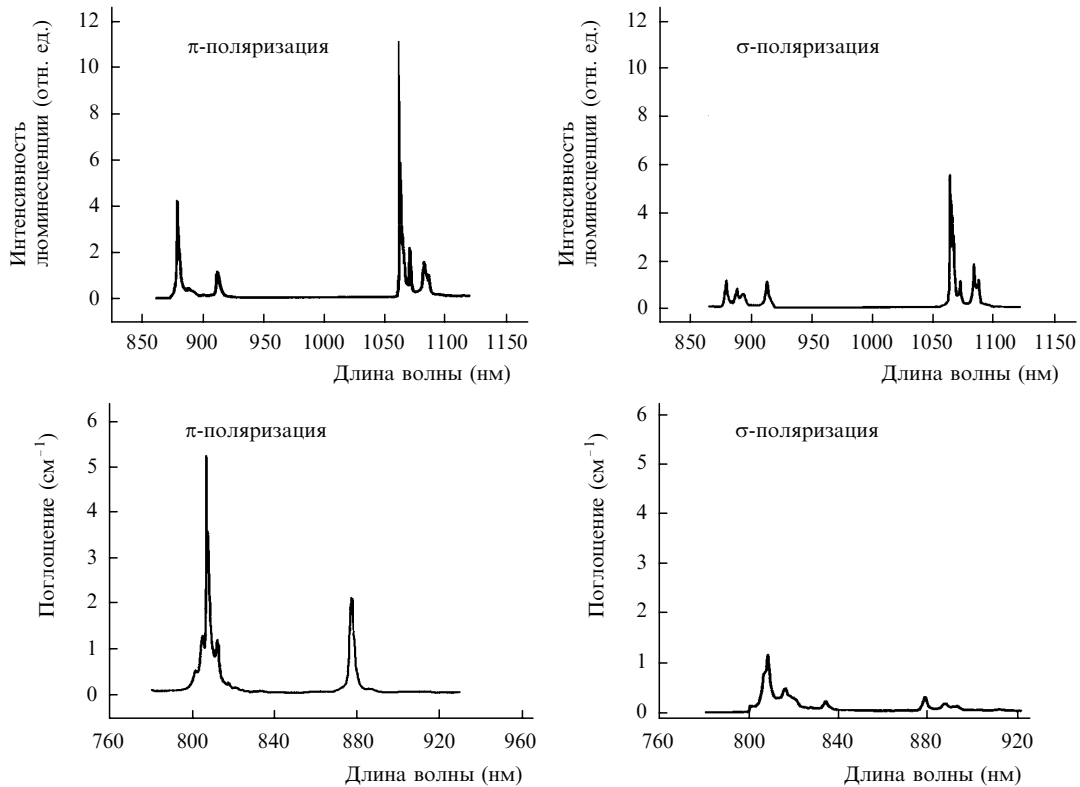 12
10
8
6
4
2
0
Интенсивность
люминесценции (отн. ед.)
π-поляризация
850 900 950 1000 1050 1100 1150
Длина волны (нм)
12
10
8
6
4
2
0
Интенсивность
люминесценции (отн. ед.)
σ-поляризация
850 900 950 1000 1050 1100 1150
Длина волны (нм)
6
5
4
3
2
1
0
Поглощение (см⁻¹)
π-поляризация
760 800 840 880 920 960
Длина волны (нм)
6
5
4
3
2
1
0
Поглощение (см⁻¹)
σ-поляризация
760 800 840 880 920
Длина волны (нм)